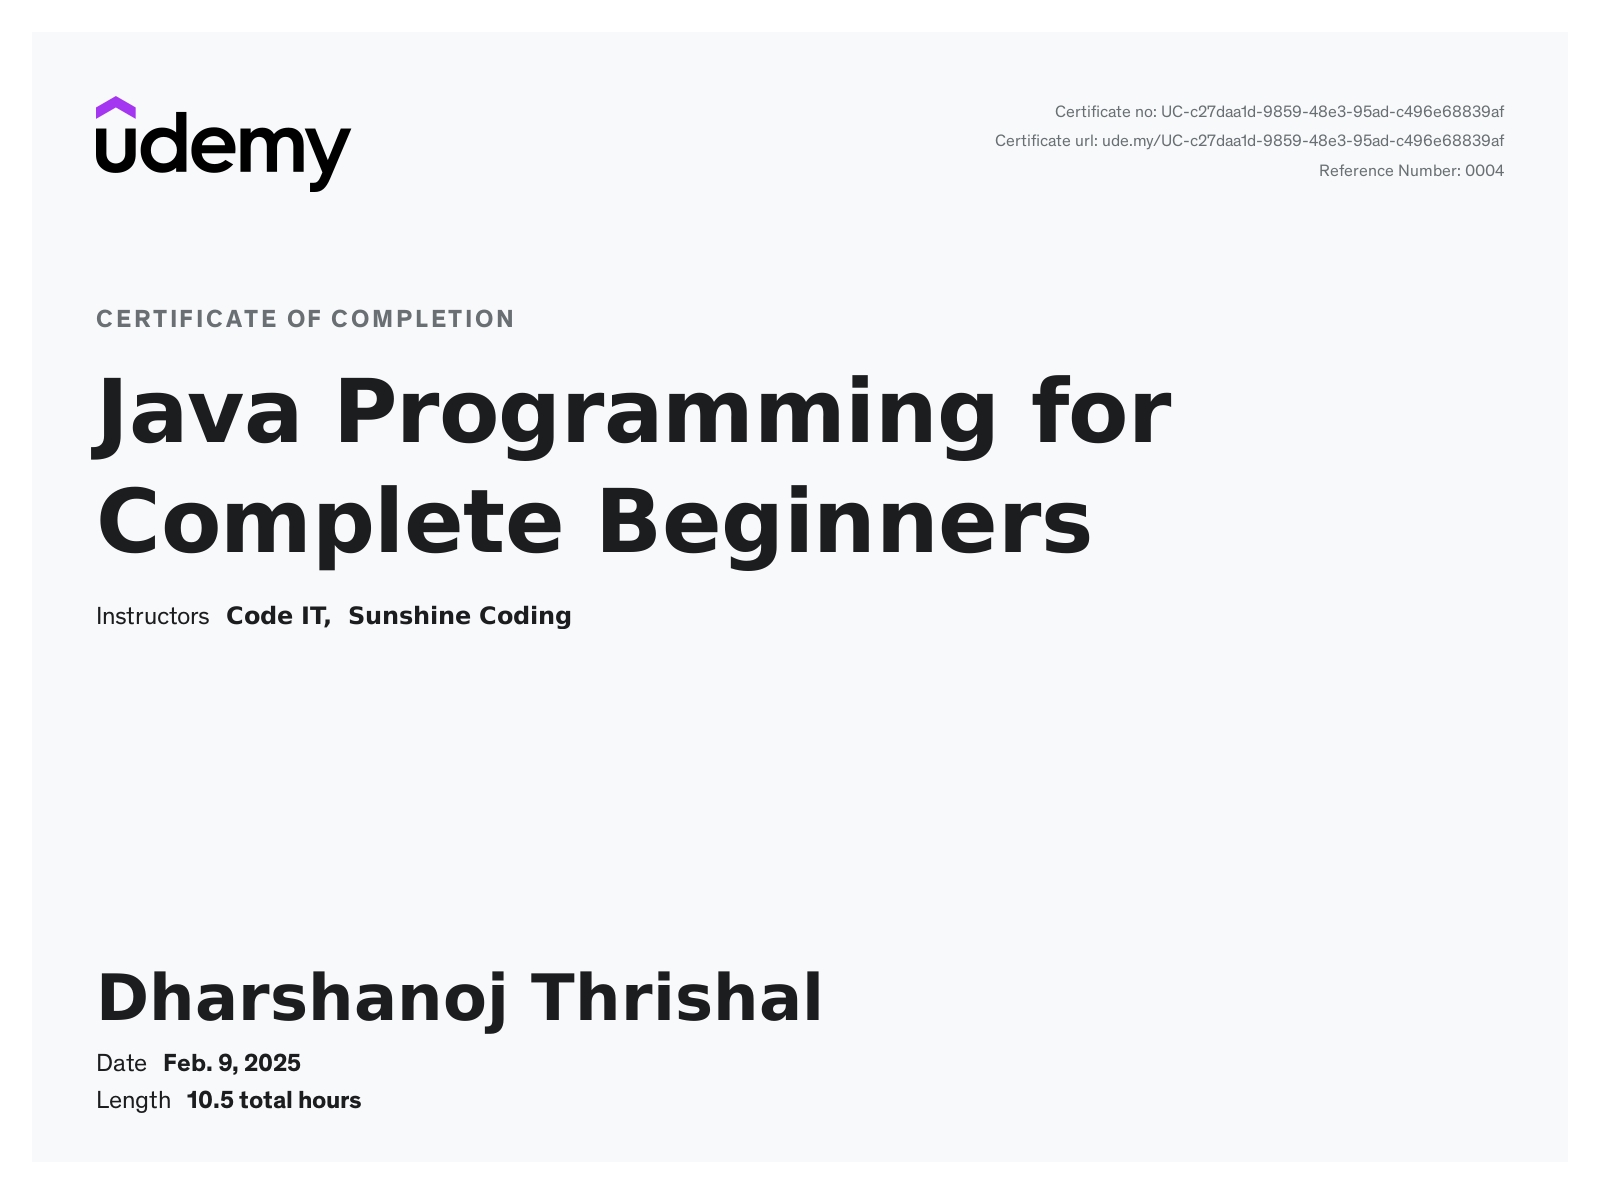 udemy
Certificate no: UC-c27daa1d-9859-48e3-95ad-c496e68839af
Certificate url: ude.my/UC-c27daa1d-9859-48e3-95ad-c496e68839af
Reference Number: 0004
CERTIFICATE OF COMPLETION
Java Programming for
Complete Beginners
Instructors Code IT, Sunshine Coding
Dharshanoj Thrishal
Date Feb. 9, 2025
Length 10.5 total hours